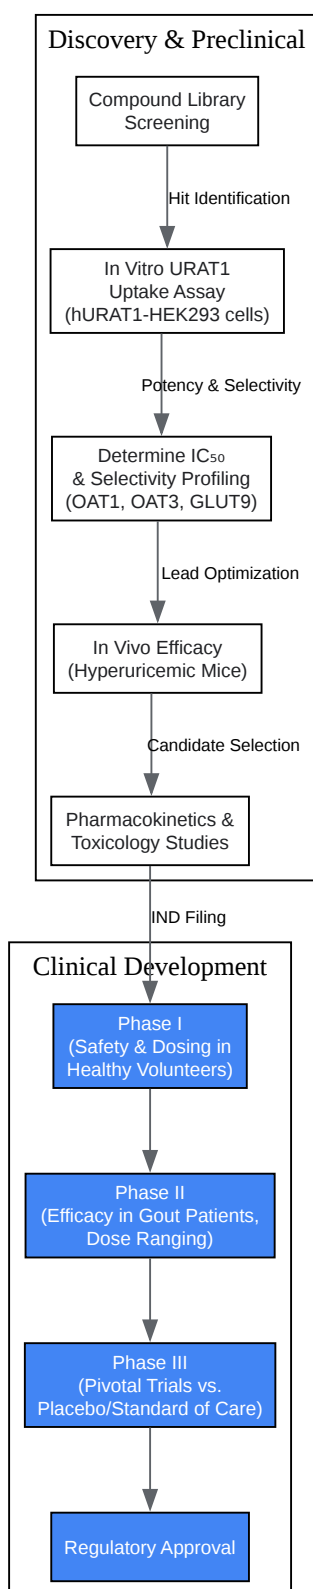 Discovery & Preclinical
Compound Library
Screening
Hit Identification
In Vitro URAT1
Uptake Assay
(hURAT1-HEK293 cells)
Potency & Selectivity
Determine IC₅₀
& Selectivity Profiling
(OAT1, OAT3, GLUT9)
Lead Optimization
In Vivo Efficacy
(Hyperuricemic Mice)
Candidate Selection
Pharmacokinetics &
Toxicology Studies
IND Filing
Clinical Development
Phase I
(Safety & Dosing in
Healthy Volunteers)
Phase II
(Efficacy in Gout Patients,
Dose Ranging)
Phase III
(Pivotal Trials vs.
Placebo/Standard of Care)
Regulatory Approval